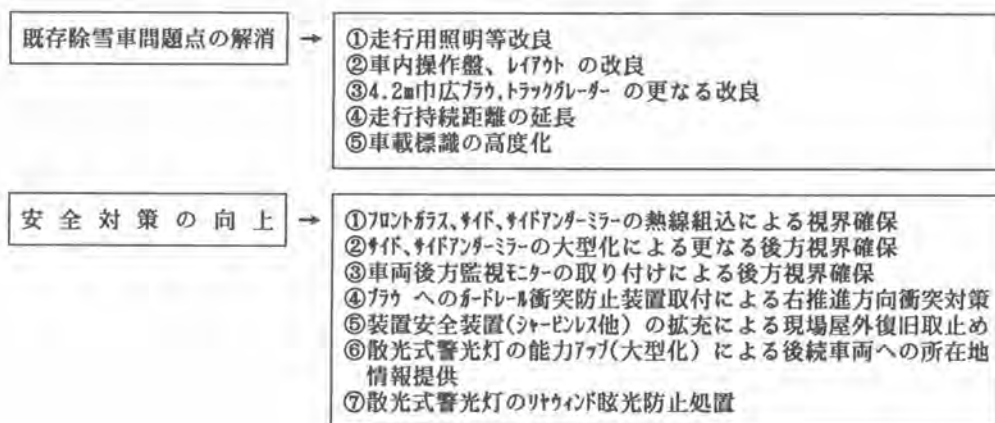 既存除雪車問題点の解消 →
①走行用照明等改良
②車内操作盤、ﾚｲｱｳﾄ の改良
③4.2m巾広ﾌﾟﾗｳ,ﾄﾗｯｸｸﾞﾚｰﾀﾞｰ の更なる改良
④走行持続距離の延長
⑤車載標識の高度化
安全対策の向上 →
①ﾌﾛﾝﾄｶﾞﾗｽ、ｻｲﾄﾞ、ｻｲﾄﾞｱﾝﾀﾞｰﾐﾗｰの熱線組込による視界確保
②ｻｲﾄﾞ、ｻｲﾄﾞｱﾝﾀﾞｰﾐﾗｰの大型化による更なる後方視界確保
③車両後方監視ﾓﾆﾀｰの取り付けによる後方視界確保
④ﾌﾟﾗｳ へのｶﾞｰﾄﾞﾚｰﾙ衝突防止装置取付による右推進方向衝突対策
⑤装置安全装置(ｼｬｰﾋﾟﾝﾚｽ他) の拡充による現場屋外復旧取止め
⑥散光式警光灯の能力ｱｯﾌﾟ(大型化) による後続車両への所在地
情報提供
⑦散光式警光灯のﾘﾔｳｨﾝﾄﾞ眩光防止処置